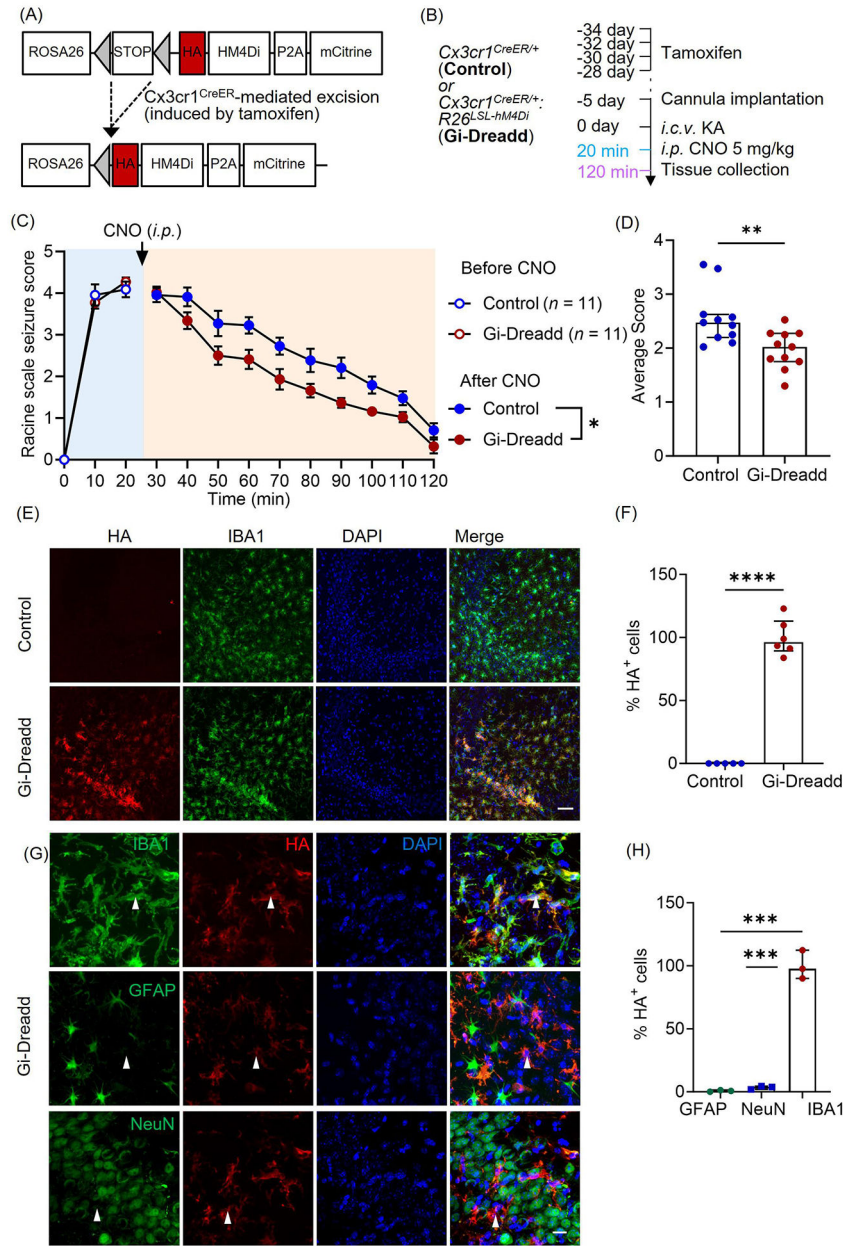 (A)
ROSA26 STOP HA HM4Di P2A mCitrine
Cx3cr1CreER-mediated excision
(induced by tamoxifen)
ROSA26 HA HM4Di P2A mCitrine
(B)
Cx3cr1CreER/+
(Control)
or
Cx3cr1CreER/+:
R26LSL-hM4Di
(Gi-Dreadd)
-34 day
-32 day
-30 day
-28 day
Tamoxifen
-5 day Cannula implantation
0 day i.c.v. KA
20 min i.p. CNO 5 mg/kg
120 min Tissue collection
(C)
CNO (i.p.)
Racine scale seizure score
5
4
3
2
1
0
0 10 20 30 40 50 60 70 80 90 100 110 120
Time (min)
Before CNO
Control (n = 11)
Gi-Dreadd (n = 11)
After CNO
Control
Gi-Dreadd
*
(D)
**
Average Score
4
3
2
1
0
Control Gi-Dreadd
(E)
HA IBA1 DAPI Merge
Control
Gi-Dreadd
(F)
****
% HA+ cells
150
100
50
0
Control Gi-Dreadd
(G)
IBA1 HA DAPI
GFAP
NeuN
Gi-Dreadd
(H)
***
***
% HA+ cells
150
100
50
0
GFAP NeuN IBA1